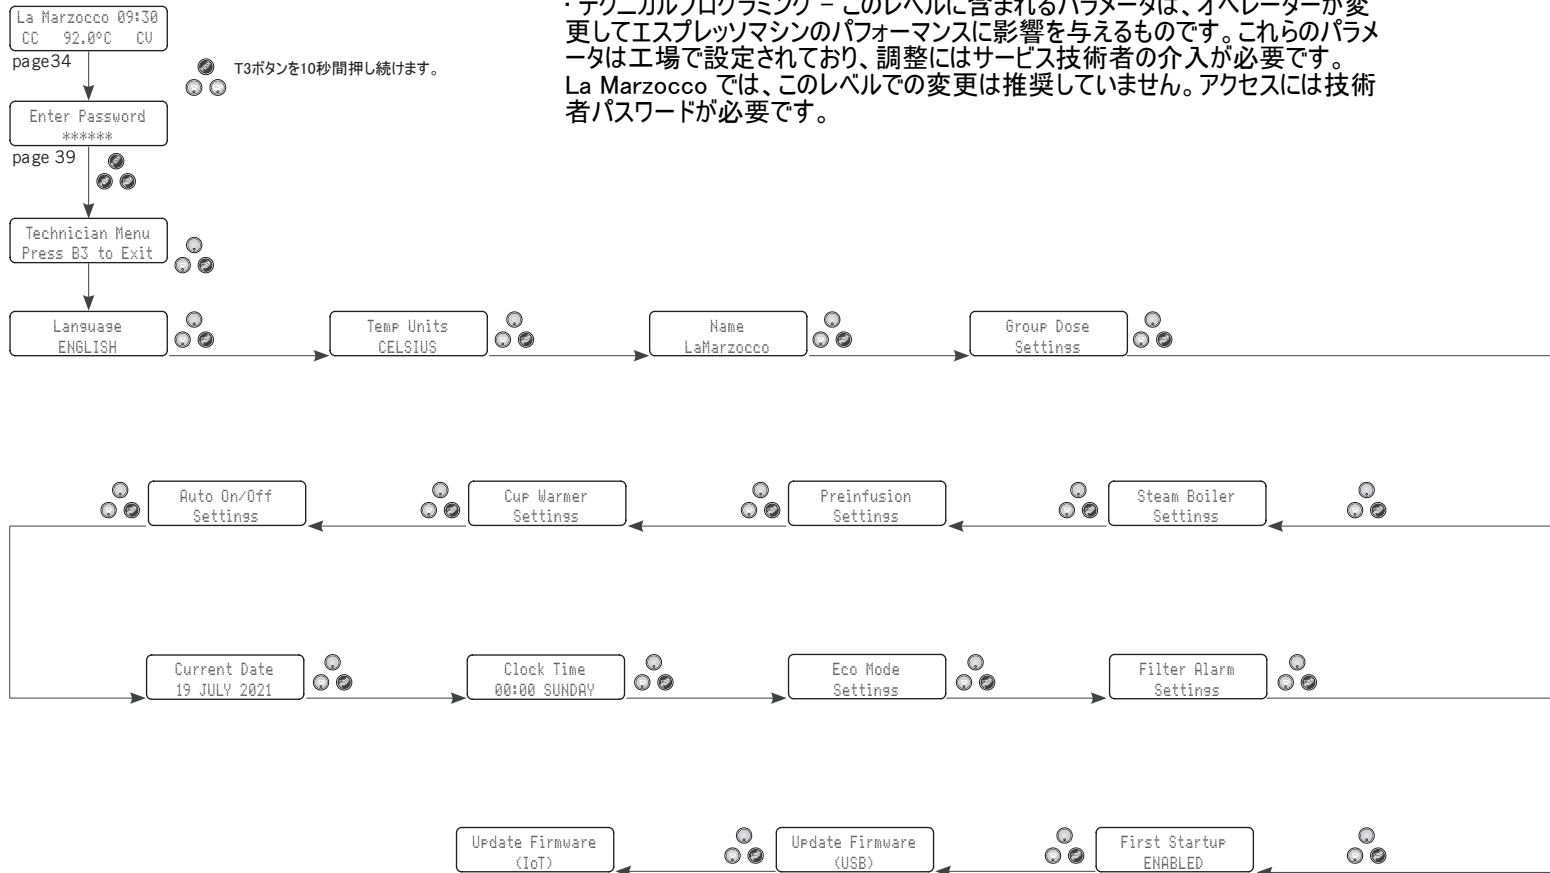 La Marzocco 09:30
CC 92.0ºC CV
page34
T3ボタンを10秒間押し続けます。
・テクニカルプログラミング – このレベルに含まれるパラメータは、オペレーターが変
更してエスプレッソマシンのパフォーマンスに影響を与えるものです。これらのパラメ
ータは工場で設定されており、調整にはサービス技術者の介入が必要です。
La Marzocco では、このレベルでの変更は推奨していません。アクセスには技術
者パスワードが必要です。
Enter Password
******
page 39
Technician Menu
Press B3 to Exit
Language
ENGLISH
Temp Units
CELSIUS
Name
LaMarzocco
Group Dose
Settings
Auto On/Off
Settings
Cup Warmer
Settings
Preinfusion
Settings
Steam Boiler
Settings
Current Date
19 JULY 2021
Clock Time
00:00 SUNDAY
Eco Mode
Settings
Filter Alarm
Settings
Update Firmware
(IoT)
Update Firmware
(USB)
First Startup
ENABLED